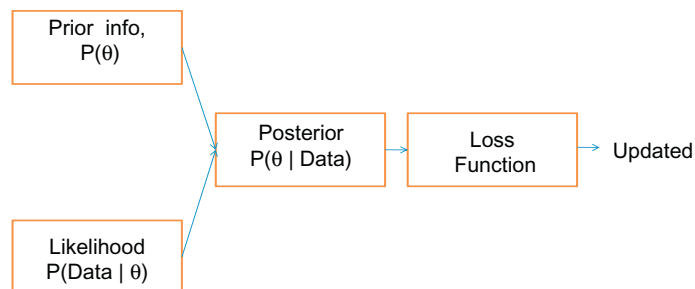 Prior info,
P(θ)
Posterior
P(θ | Data)
Loss
Function
Updated
Likelihood
P(Data | θ)